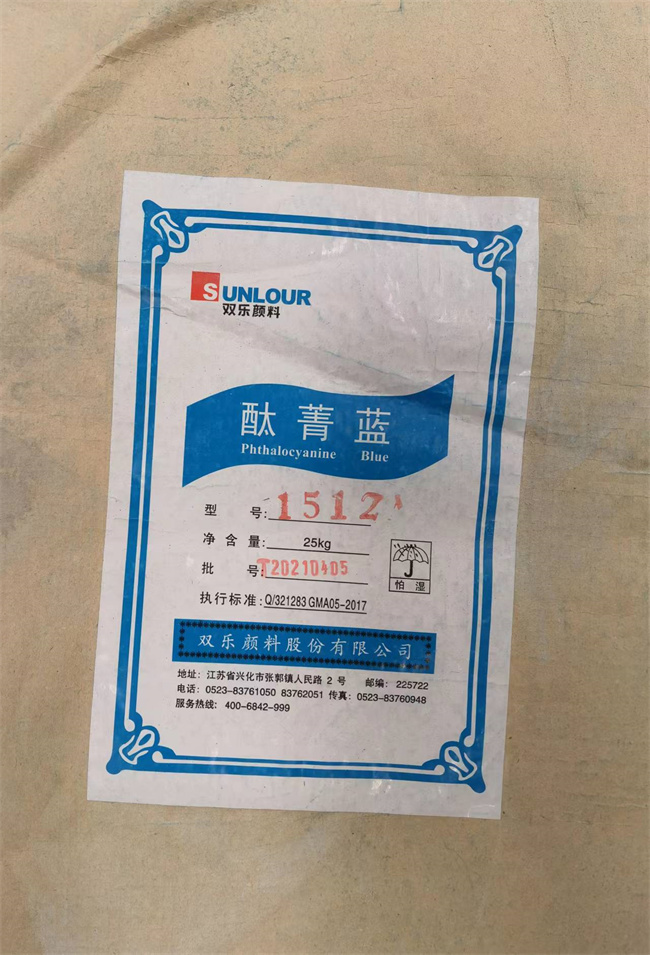 SUNLOUR
双乐颜料
酞菁蓝
Phthalocyanine Blue
型 号: 1512
净含量: 25kg
批 号: T20210405
怕湿
执行标准: Q/321283 GMA05-2017
双乐颜料股份有限公司
地址: 江苏省兴化市张郭镇人民路 2 号 邮编: 225722
电话: 0523-83761050 83762051 传真: 0523-83760948
服务热线: 400-6842-999